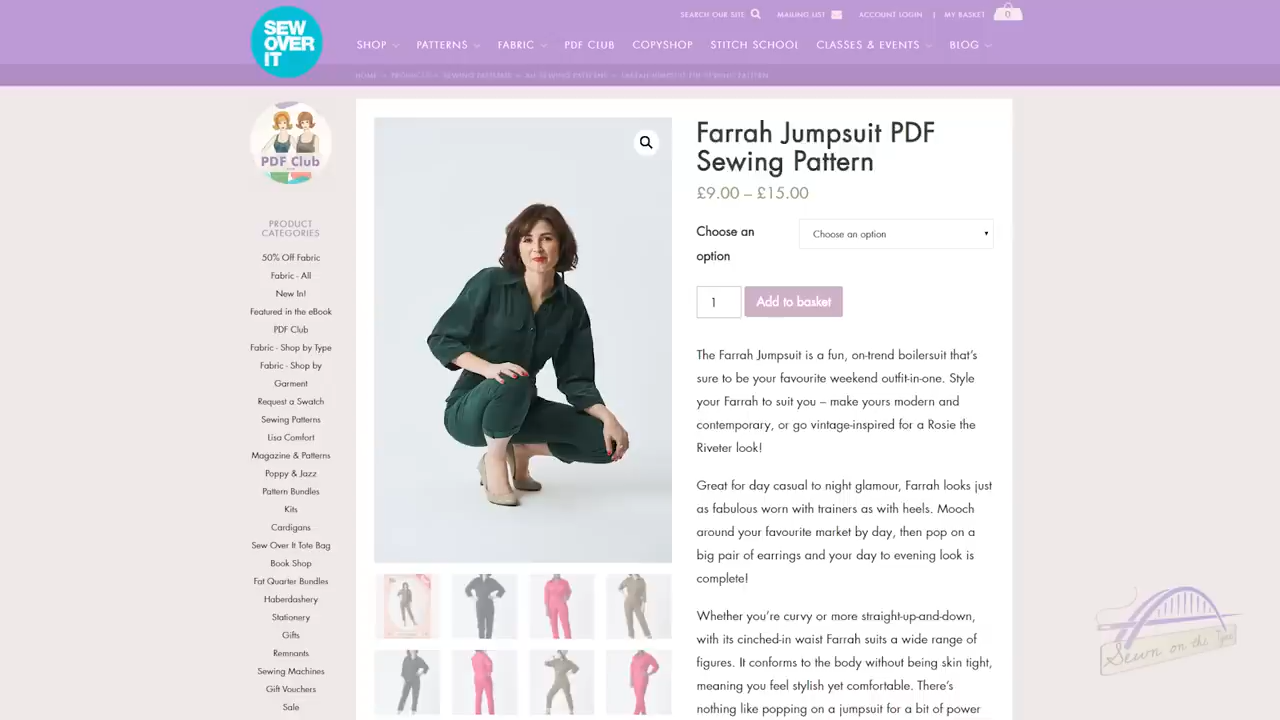 SEARCH OUR SITE
MAILING LIST
ACCOUNT LOGIN | MY BASKET
0
SEW
OVER
IT
SHOP
PATTERNS
FABRIC
PDF CLUB
COPYSHOP
STITCH SCHOOL
CLASSES & EVENTS
BLOG
PDF Club
PRODUCT
CATEGORIES
50% Off Fabric
Fabric - All
New In!
Featured in the eBook
PDF Club
Fabric - Shop by Type
Fabric - Shop by
Garment
Request a Swatch
Sewing Patterns
Lisa Comfort
Magazine & Patterns
Poppy & Jazz
Pattern Bundles
Kits
Cardigans
Sew Over It Tote Bag
Book Shop
Fat Quarter Bundles
Haberdashery
Stationery
Gifts
Remnants
Sewing Machines
Gift Vouchers
Sale
Farrah Jumpsuit PDF
Sewing Pattern
£9.00 – £15.00
Choose an
option
Choose an option
1
Add to basket
The Farrah Jumpsuit is a fun, on-trend boilersuit that's
sure to be your favourite weekend outfit-in-one. Style
your Farrah to suit you – make yours modern and
contemporary, or go vintage-inspired for a Rosie the
Riveter look!
Great for day casual to night glamour, Farrah looks just
as fabulous worn with trainers as with heels. Mooch
around your favourite market by day, then pop on a
big pair of earrings and your day to evening look is
complete!
Whether you're curvy or more straight-up-and-down,
with its cinched-in waist Farrah suits a wide range of
figures. It conforms to the body without being skin tight,
meaning you feel stylish yet comfortable. There's
nothing like popping on a jumpsuit for a bit of power
Sewn on the Tyne